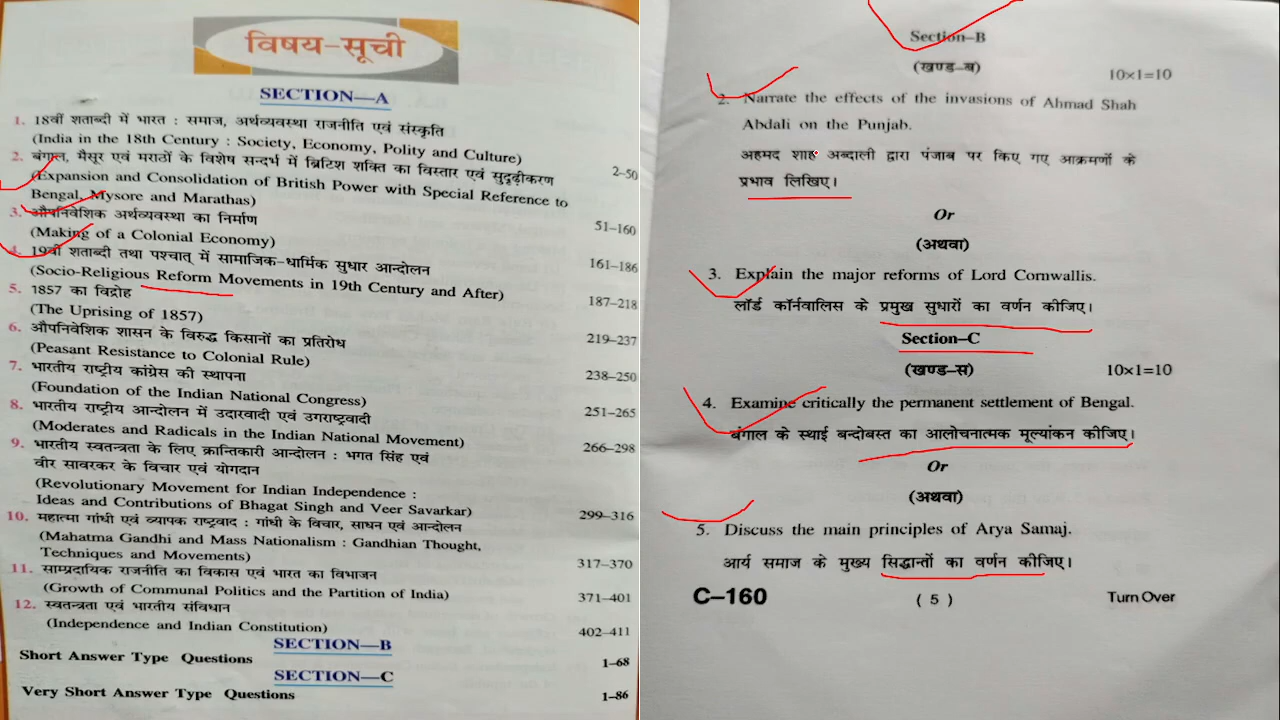 विषय-सूची
SECTION—A
1. 18वीं शताब्दी में भारत : समाज, अर्थव्यवस्था राजनीति एवं संस्कृति
(India in the 18th Century : Society, Economy, Polity and Culture) 2–50
2. बंगाल, मैसूर एवं मराठों के विशेष सन्दर्भ में ब्रिटिश शक्ति का विस्तार एवं सुदृढ़ीकरण
(Expansion and Consolidation of British Power with Special Reference to
Bengal, Mysore and Marathas) 51–160
3. औपनिवेशिक अर्थव्यवस्था का निर्माण
(Making of a Colonial Economy) 161–186
4. 19वीं शताब्दी तथा पश्चात् में सामाजिक-धार्मिक सुधार आन्दोलन
(Socio-Religious Reform Movements in 19th Century and After) 187–218
5. 1857 का विद्रोह
(The Uprising of 1857) 219–237
6. औपनिवेशिक शासन के विरुद्ध किसानों का प्रतिरोध
(Peasant Resistance to Colonial Rule) 238–250
7. भारतीय राष्ट्रीय कांग्रेस की स्थापना
(Foundation of the Indian National Congress) 251–265
8. भारतीय राष्ट्रीय आन्दोलन में उदारवादी एवं उग्रराष्ट्रवादी
(Moderates and Radicals in the Indian National Movement) 266–298
9. भारतीय स्वतन्त्रता के लिए क्रान्तिकारी आन्दोलन : भगत सिंह एवं
वीर सावरकर के विचार एवं योगदान
(Revolutionary Movement for Indian Independence :
Ideas and Contributions of Bhagat Singh and Veer Savarkar) 299–316
10. महात्मा गांधी एवं व्यापक राष्ट्रवाद : गांधी के विचार, साधन एवं आन्दोलन
(Mahatma Gandhi and Mass Nationalism : Gandhian Thought,
Techniques and Movements) 317–370
11. साम्प्रदायिक राजनीति का विकास एवं भारत का विभाजन
(Growth of Communal Politics and the Partition of India) 371–401
12. स्वतन्त्रता एवं भारतीय संविधान
(Independence and Indian Constitution) 402–411
SECTION—B
Short Answer Type Questions 1–68
SECTION—C
Very Short Answer Type Questions 1–86
Section–B
(खण्ड–ब) 10×1=10
2. Narrate the effects of the invasions of Ahmad Shah
Abdali on the Punjab.
अहमद शाह अब्दाली द्वारा पंजाब पर किए गए आक्रमणों के
प्रभाव लिखिए।
Or
(अथवा)
3. Explain the major reforms of Lord Cornwallis.
लॉर्ड कॉर्नवालिस के प्रमुख सुधारों का वर्णन कीजिए।
Section–C
(खण्ड–स) 10×1=10
4. Examine critically the permanent settlement of Bengal.
बंगाल के स्थाई बन्दोबस्त का आलोचनात्मक मूल्यांकन कीजिए।
Or
(अथवा)
5. Discuss the main principles of Arya Samaj.
आर्य समाज के मुख्य सिद्धान्तों का वर्णन कीजिए।
C–160 ( 5 ) Turn Over